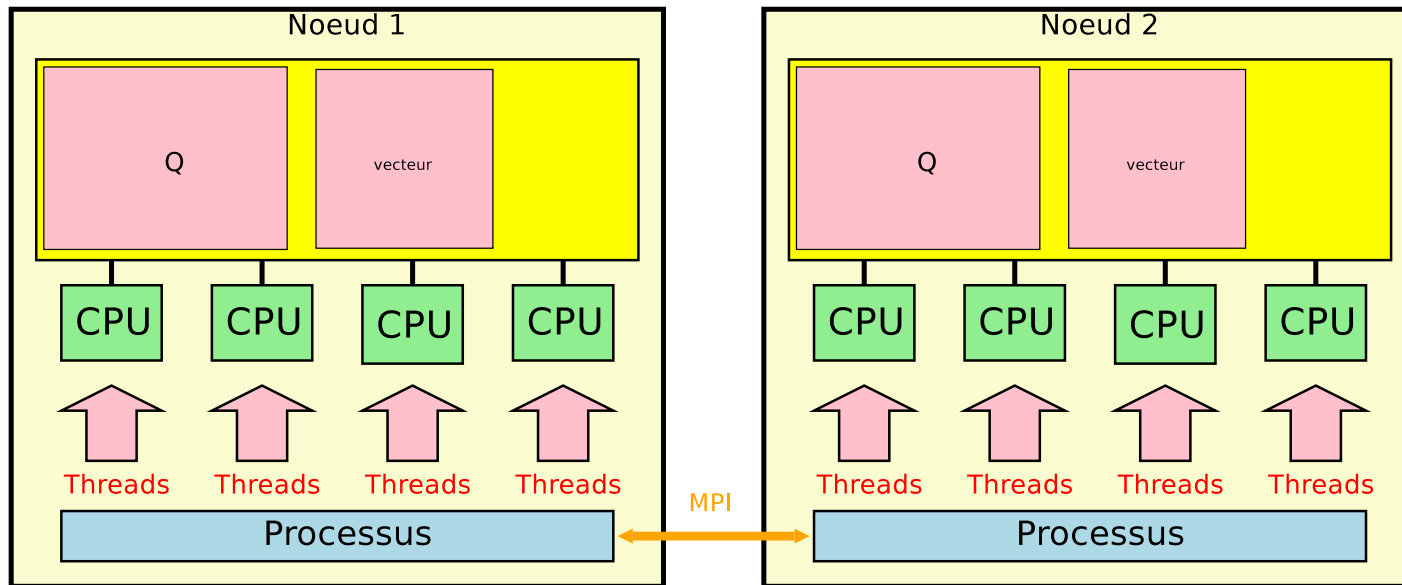 Noeud 1
Noeud 2
Q
vecteur
Q
vecteur
CPU CPU CPU CPU
CPU CPU CPU CPU
Threads Threads Threads Threads
Threads Threads Threads Threads
MPI
Processus
Processus